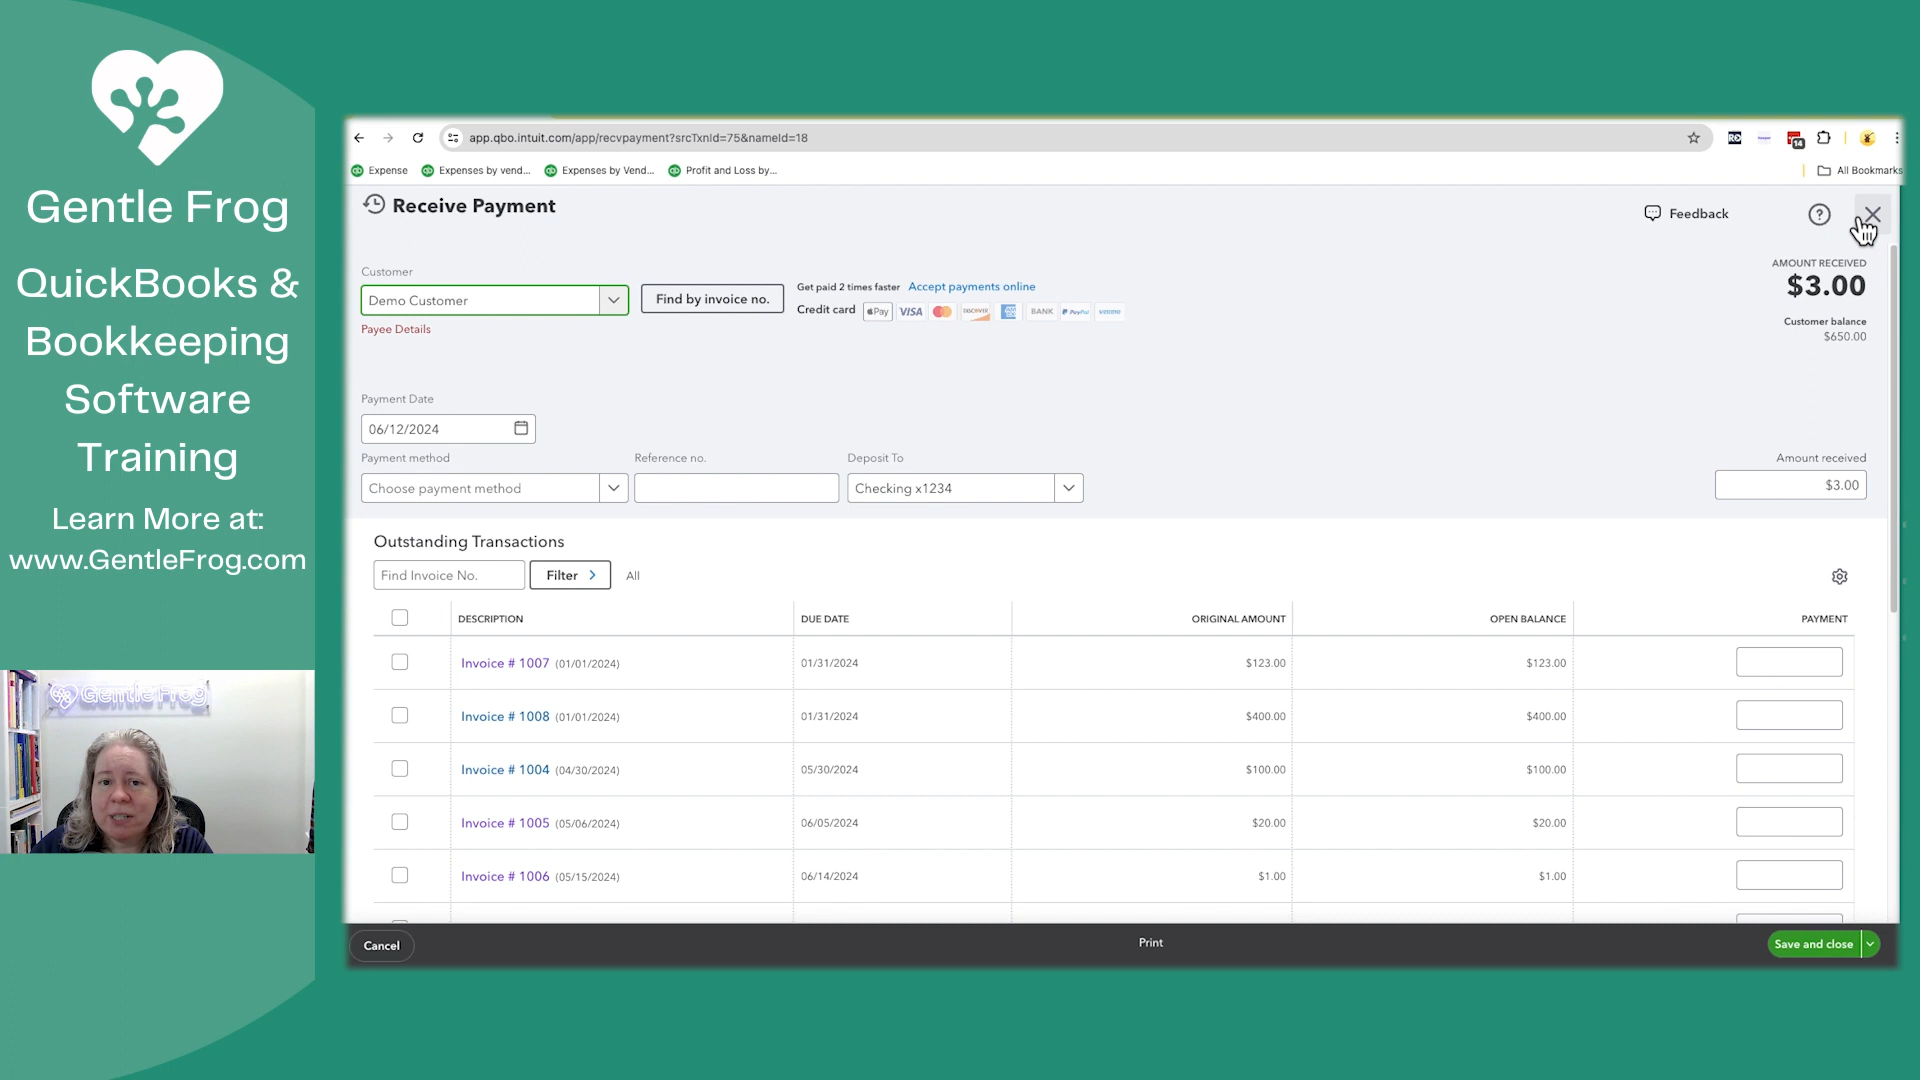 Gentle Frog
QuickBooks &
Bookkeeping
Software
Training
Learn More at:
www.GentleFrog.com
Gentle Frog
app.qbo.intuit.com/app/recvpayment?srcTxnId=75&nameId=18
14
Expense
Expenses by vend...
Expenses by Vend...
Profit and Loss by...
All Bookmarks
Receive Payment
Feedback
Customer
Demo Customer
Find by invoice no.
Get paid 2 times faster Accept payments online
Credit card Pay VISA DISCOVER BANK PayPal venmo
Payee Details
AMOUNT RECEIVED
$3.00
Customer balance
$650.00
Payment Date
06/12/2024
Payment method Reference no. Deposit To Amount received
Choose payment method Checking x1234 $3.00
Outstanding Transactions
Find Invoice No. Filter All
DESCRIPTION DUE DATE ORIGINAL AMOUNT OPEN BALANCE PAYMENT
Invoice # 1007 (01/01/2024) 01/31/2024 $123.00 $123.00
Invoice # 1008 (01/01/2024) 01/31/2024 $400.00 $400.00
Invoice # 1004 (04/30/2024) 05/30/2024 $100.00 $100.00
Invoice # 1005 (05/06/2024) 06/05/2024 $20.00 $20.00
Invoice # 1006 (05/15/2024) 06/14/2024 $1.00 $1.00
Cancel Print Save and close